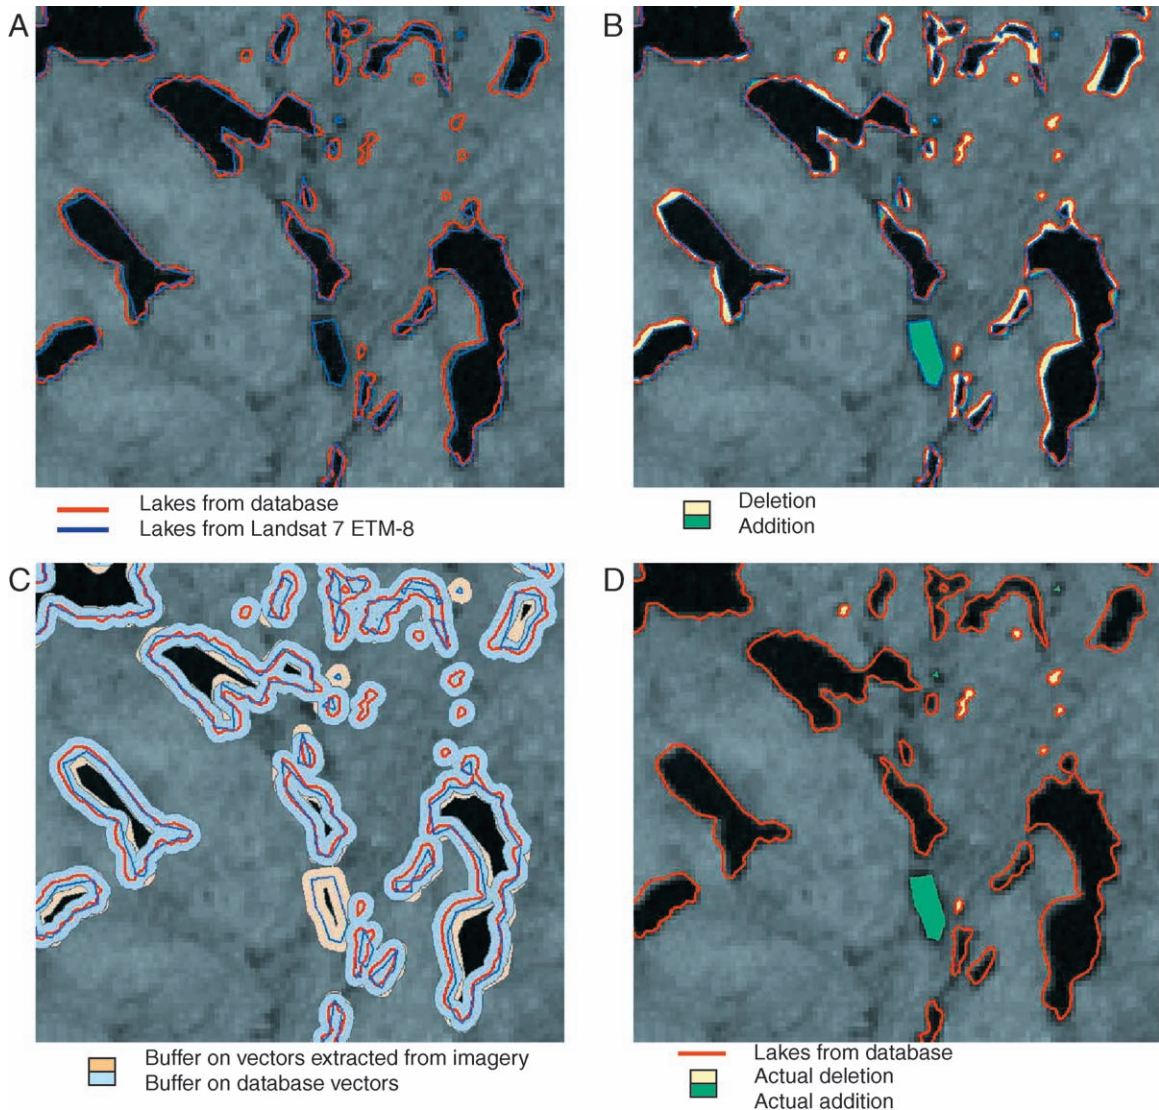 A
B
Lakes from database
Lakes from Landsat 7 ETM-8
Deletion
Addition
C
D
Buffer on vectors extracted from imagery
Buffer on database vectors
Lakes from database
Actual deletion
Actual addition